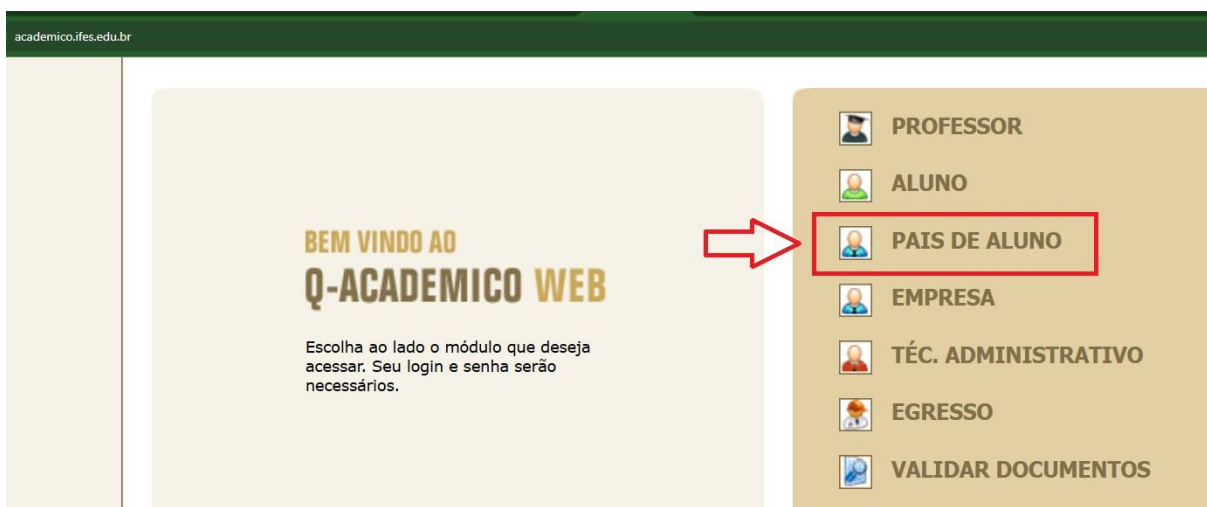 academico.ifes.edu.br
BEM VINDO AO
Q-ACADEMICO WEB
Escolha ao lado o módulo que deseja
acessar. Seu login e senha serão
necessários.
PROFESSOR
ALUNO
PAIS DE ALUNO
EMPRESA
TÉC. ADMINISTRATIVO
EGRESSO
VALIDAR DOCUMENTOS